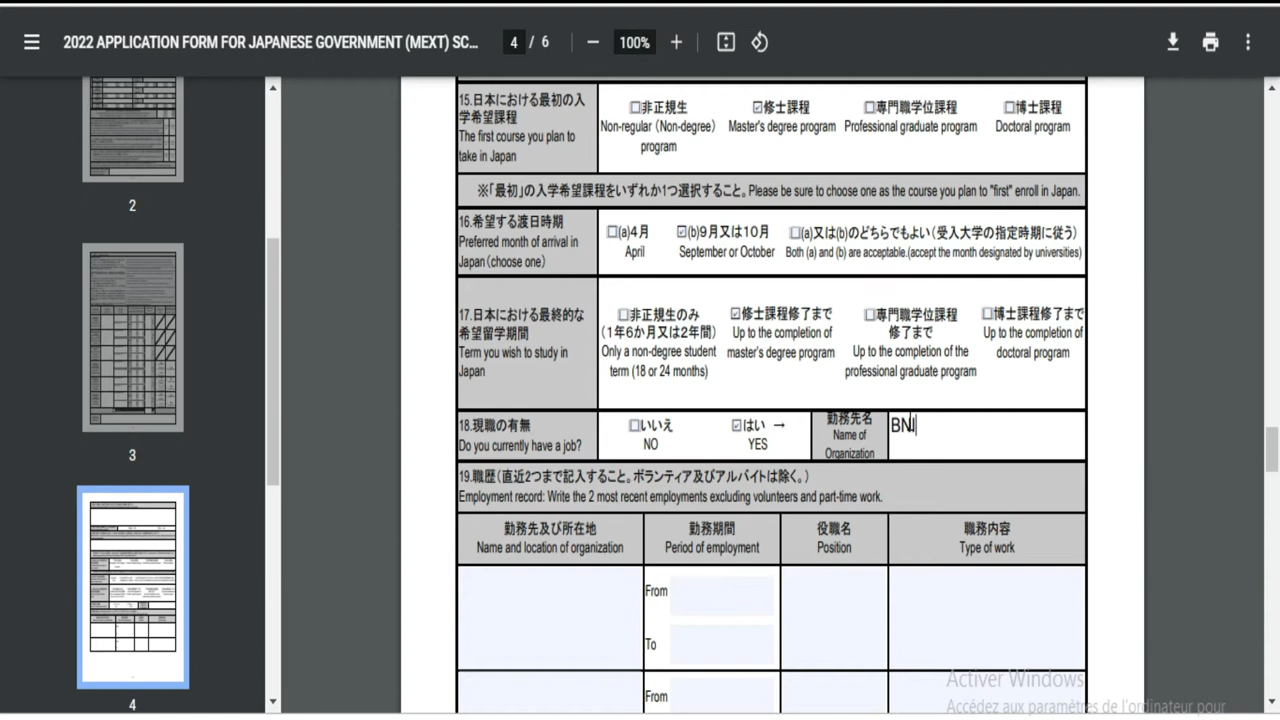 2022 APPLICATION FORM FOR JAPANESE GOVERNMENT (MEXT) SC...
4 / 6
100%
2
3
4
15.日本における最初の入
学希望課程
The first course you plan to
take in Japan
☐非正規生
Non-regular (Non-degree)
program
☑修士課程
Master's degree program
☐専門職学位課程
Professional graduate program
☐博士課程
Doctoral program
※「最初」の入学希望課程をいずれか1つ選択すること。Please be sure to choose one as the course you plan to "first" enroll in Japan.
16.希望する渡日時期
Preferred month of arrival in
Japan (choose one)
☐(a)4月
April
☑(b)9月又は10月
September or October
☐(a)又は(b)のどちらでもよい(受入大学の指定時期に従う)
Both (a) and (b) are acceptable.(accept the month designated by universities)
17.日本における最終的な
希望留学期間
Term you wish to study in
Japan
☐非正規生のみ
(1年6か月又は2年間)
Only a non-degree student
term (18 or 24 months)
☑修士課程修了まで
Up to the completion of
master's degree program
☐専門職学位課程
修了まで
Up to the completion of the
professional graduate program
☐博士課程修了まで
Up to the completion of
doctoral program
18.現職の有無
Do you currently have a job?
☐いいえ
NO
☑はい →
YES
勤務先名
Name of
Organization
19.職歴(直近2つまで記入すること。ボランティア及びアルバイトは除く。)
Employment record: Write the 2 most recent employments excluding volunteers and part-time work.
勤務先及び所在地
Name and location of organization
勤務期間
Period of employment
役職名
Position
職務内容
Type of work
From
To
From
Activer Windows
Accédez aux paramètres de l'ordinateur pour